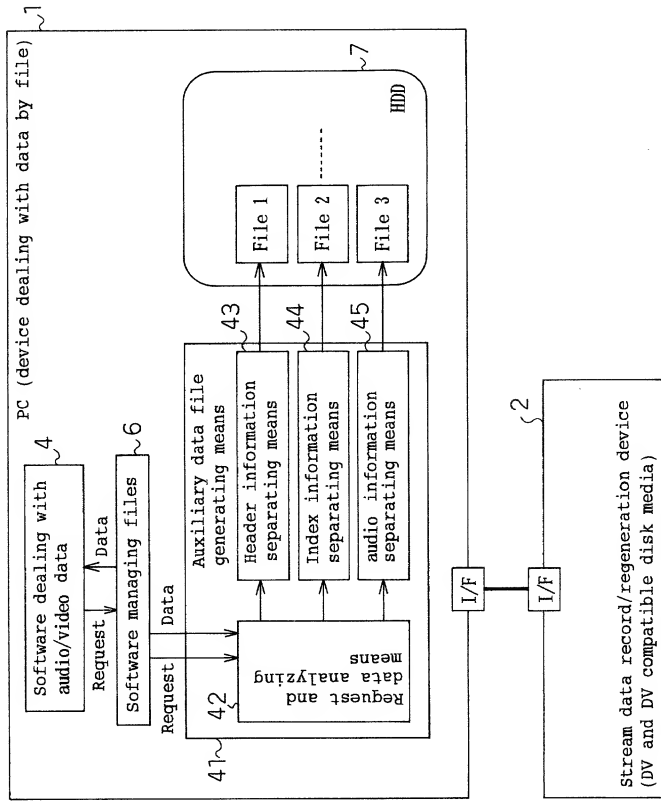 PC (device dealing with data by file)
1
Software dealing with
audio/video data
4
Request
Data
Software managing files
6
Request
Data
41
Auxiliary data file
generating means
42
Request and
data analyzing
means
Header information
separating means
43
Index information
separating means
44
audio information
separating means
45
File 1
File 2
File 3
HDD
7
I/F
I/F
2
Stream data record/regeneration device
(DV and DV compatible disk media)